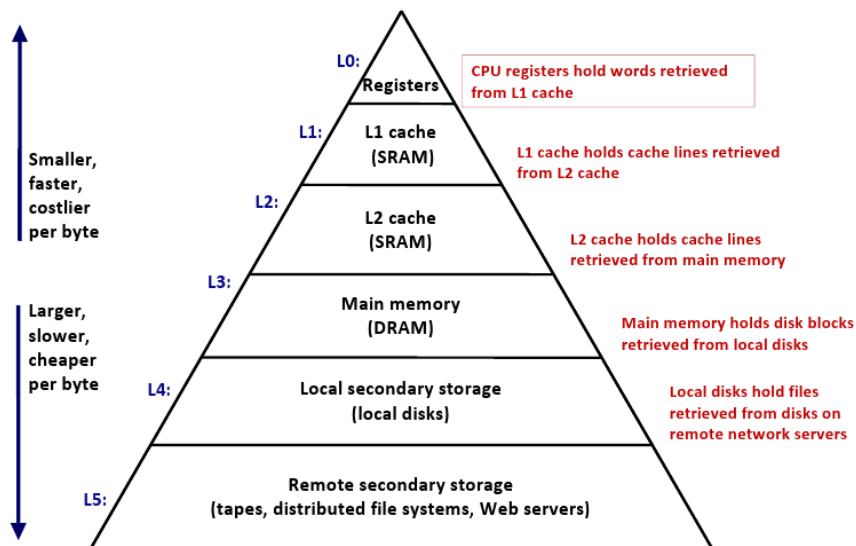 L0:
Registers
CPU registers hold words retrieved
from L1 cache
L1:
L1 cache
(SRAM)
L1 cache holds cache lines retrieved
from L2 cache
Smaller,
faster,
costlier
per byte
L2:
L2 cache
(SRAM)
L2 cache holds cache lines
retrieved from main memory
L3:
Main memory
(DRAM)
Main memory holds disk blocks
retrieved from local disks
Larger,
slower,
cheaper
per byte
L4:
Local secondary storage
(local disks)
Local disks hold files
retrieved from disks on
remote network servers
L5:
Remote secondary storage
(tapes, distributed file systems, Web servers)